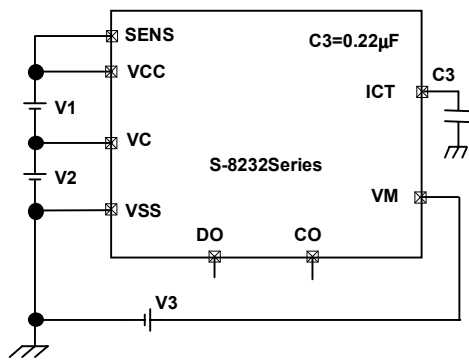 SENS
C3=0.22μF
VCC
C3
ICT
V1
VC
S-8232Series
V2
VM
VSS
DO
CO
V3